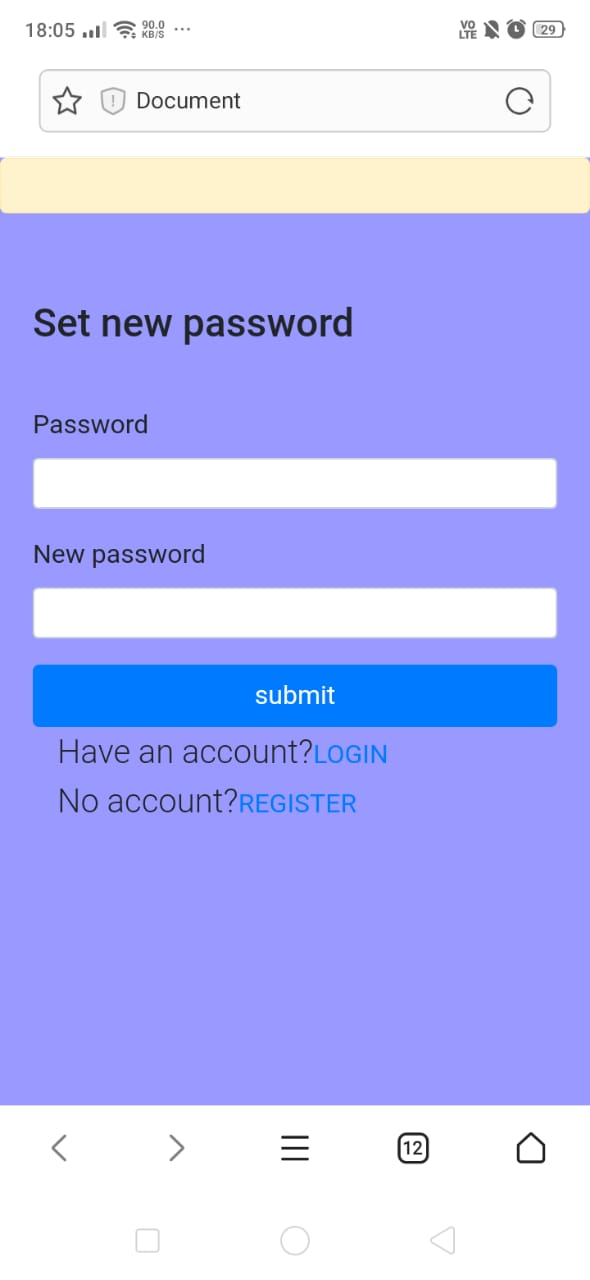 18:05 90.0 KB/S ... VO LTE 29
Document
Set new password
Password
New password
submit
Have an account?LOGIN
No account?REGISTER
12